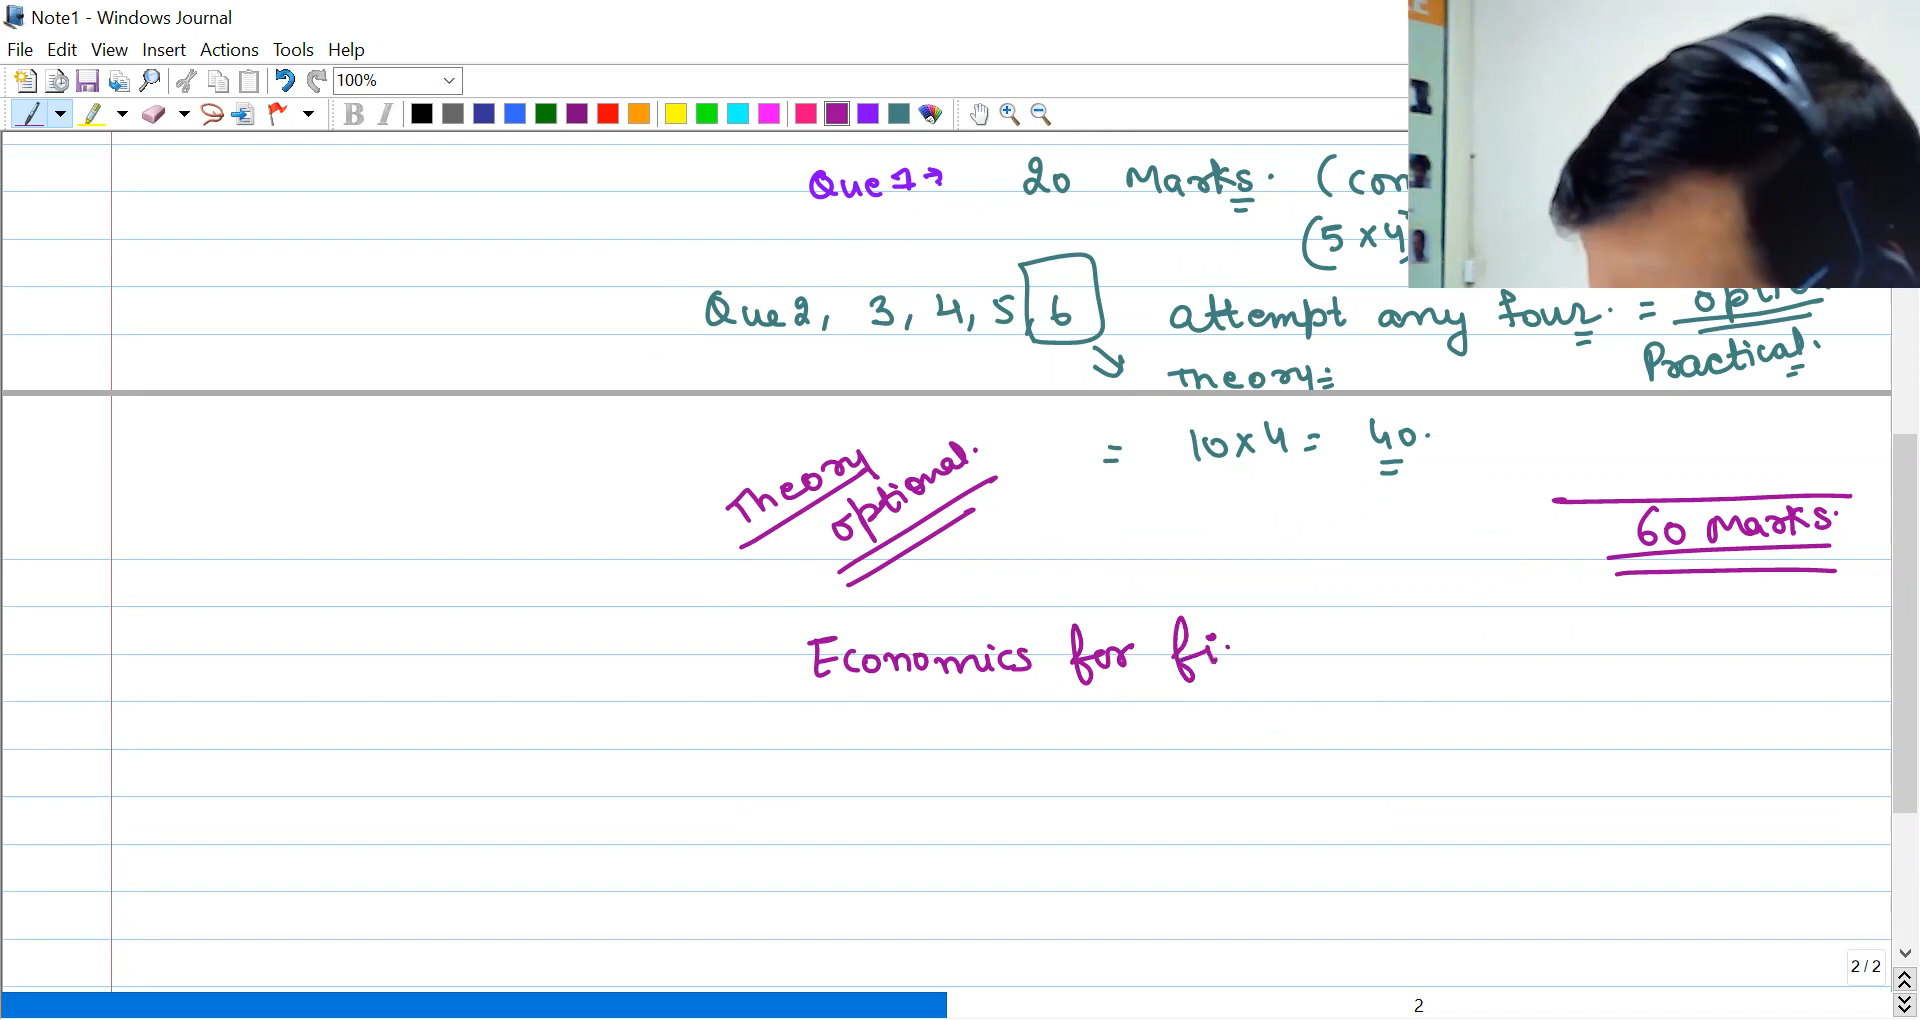 Note1 - Windows Journal
File Edit View Insert Actions Tools Help
100%
Que 1→ 20 Marks. (con
(5×4)
Que 2, 3, 4, 5, 6 attempt any four. = optio
Theory= Practical.
= 10×4= 40.
Theory
optional.
60 Marks.
Economics for fi.
2 / 2
2